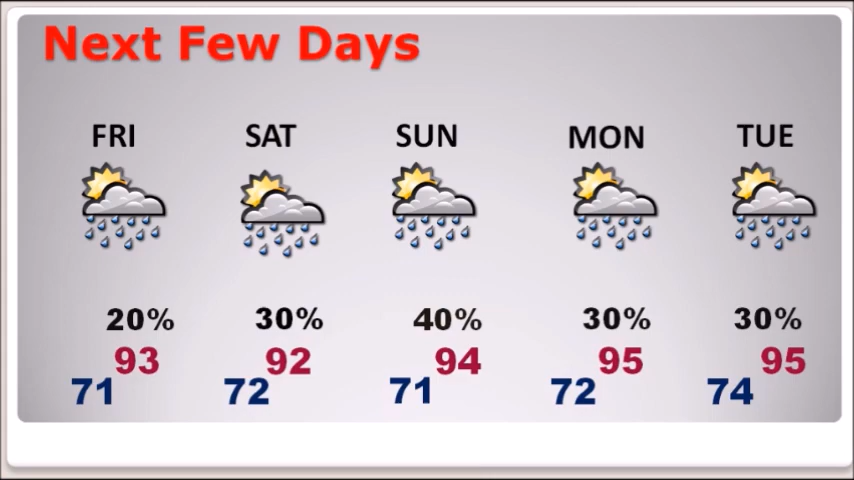 Next Few Days
FRI SAT SUN MON TUE
20% 30% 40% 30% 30%
93 92 94 95 95
71 72 71 72 74